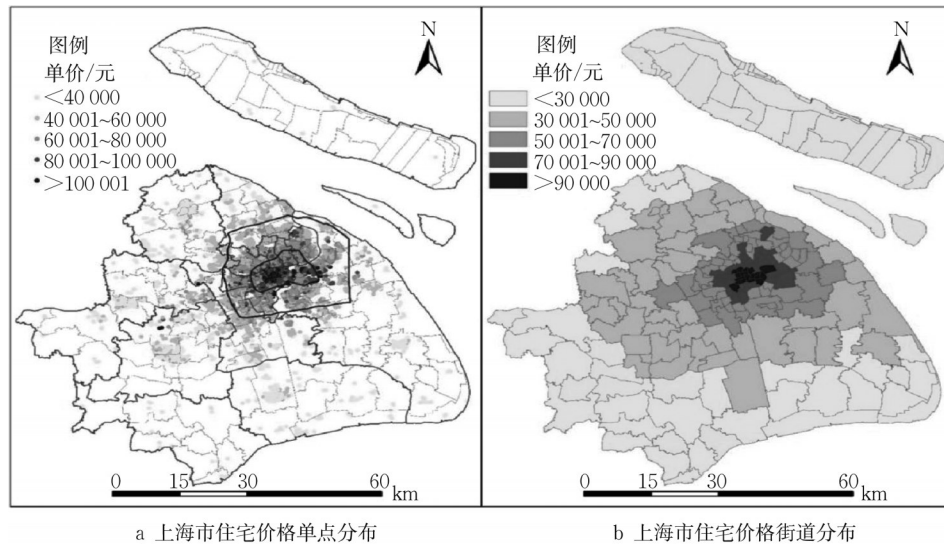 图例
单价/元
<40 000
40 001~60 000
60 001~80 000
80 001~100 000
>100 001
N
0 15 30 60
km
a 上海市住宅价格单点分布
图例
单价/元
<30 000
30 001~50 000
50 001~70 000
70 001~90 000
>90 000
N
0 15 30 60
km
b 上海市住宅价格街道分布